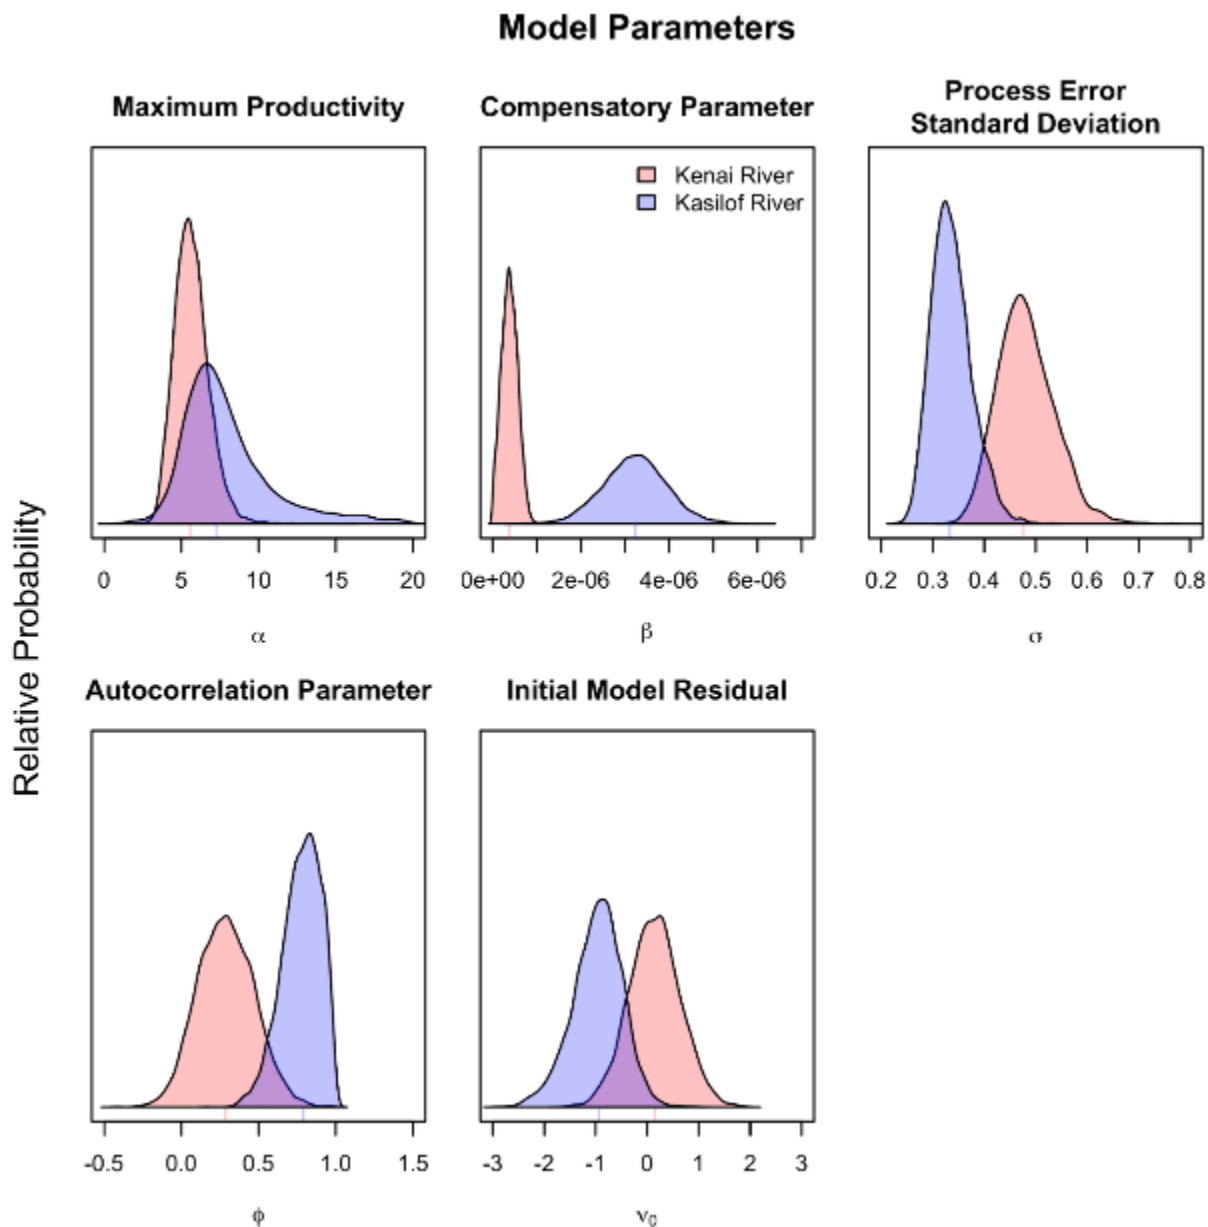 Model Parameters
Maximum Productivity
Compensatory Parameter
Process Error
Standard Deviation
Kenai River
Kasilof River
Relative Probability
0 5 10 15 20
0e+00 2e-06 4e-06 6e-06
0.2 0.3 0.4 0.5 0.6 0.7 0.8
α
β
σ
Autocorrelation Parameter
Initial Model Residual
-0.5 0.0 0.5 1.0 1.5
-3 -2 -1 0 1 2 3
ϕ
ν₀